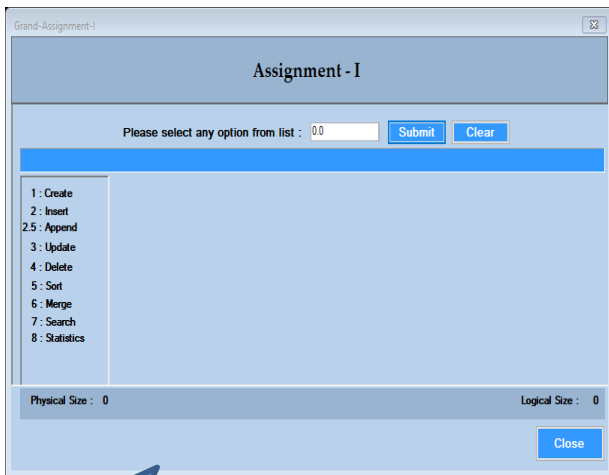 Grand-Assignment-I
Assignment - I
Please select any option from list : 0.0 Submit Clear
1 : Create
2 : Insert
2.5 : Append
3 : Update
4 : Delete
5 : Sort
6 : Merge
7 : Search
8 : Statistics
Physical Size : 0 Logical Size : 0
Close